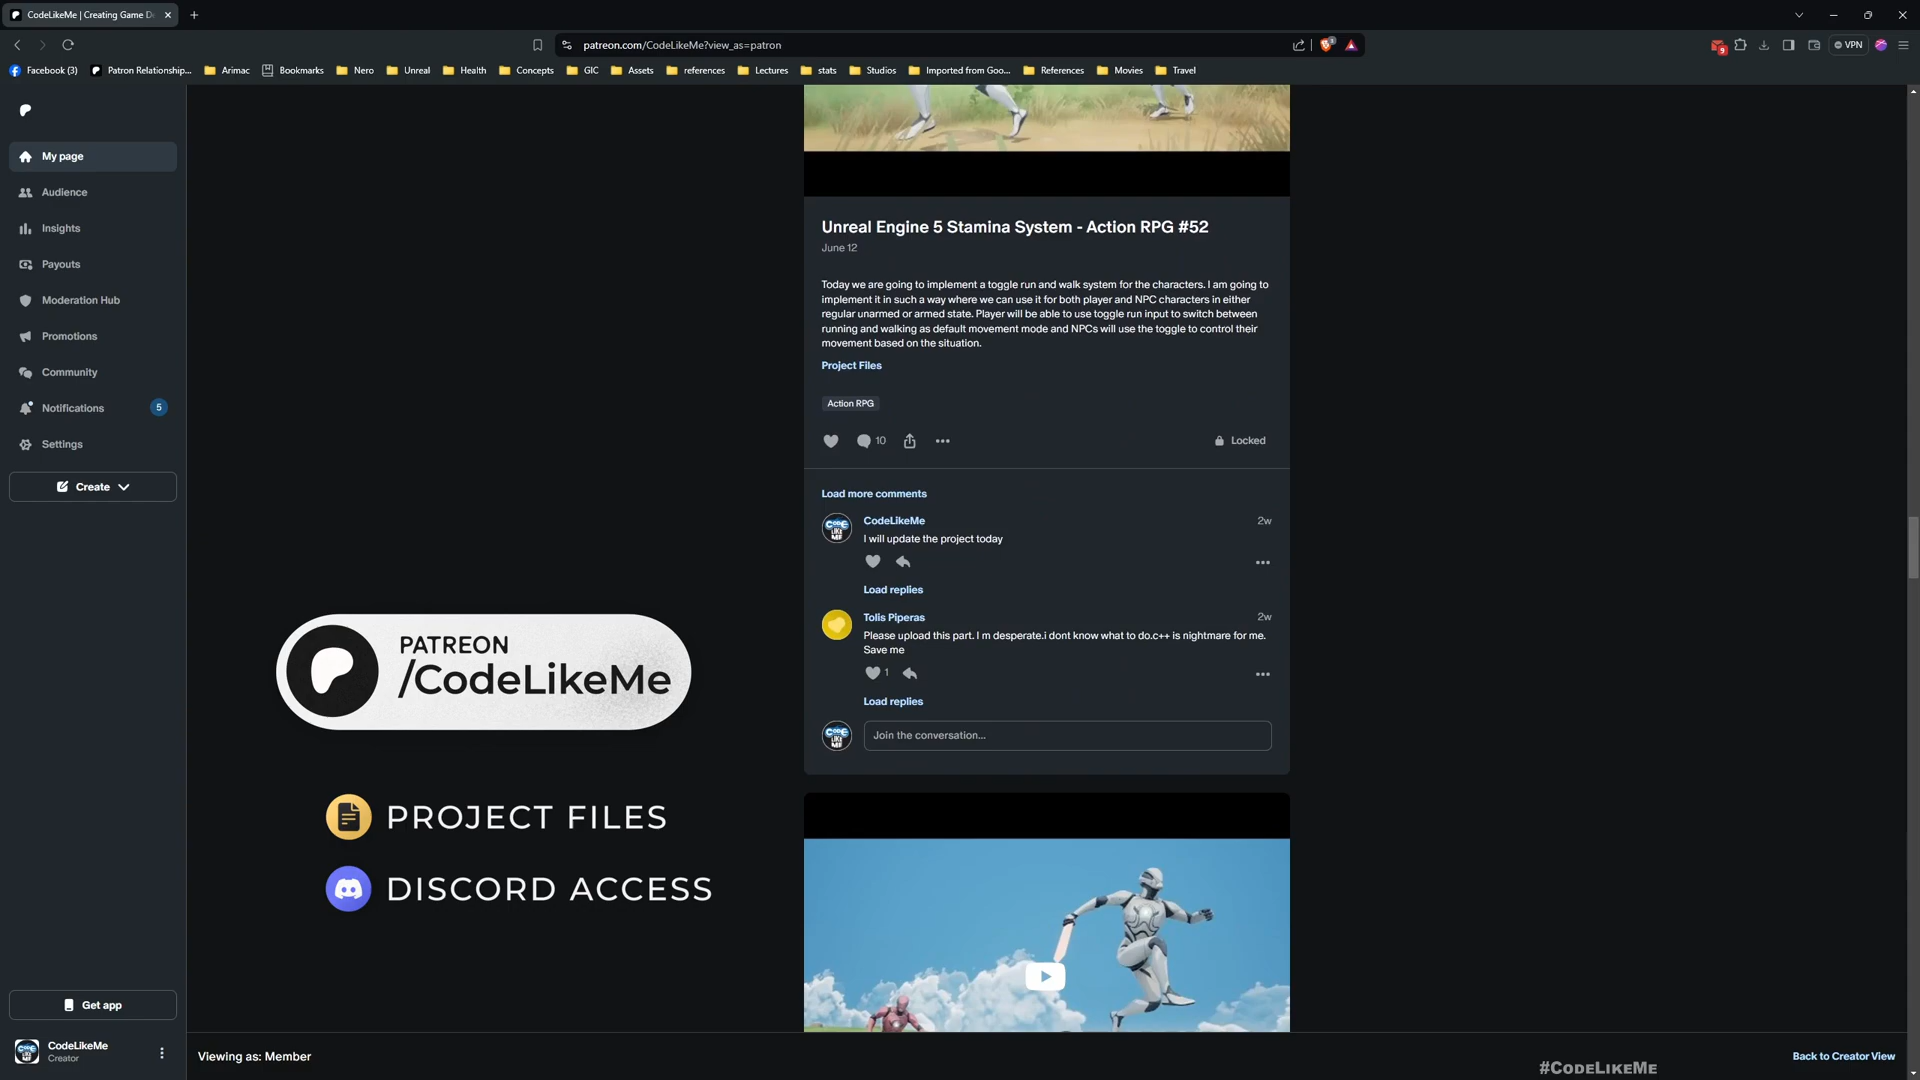 CodeLikeMe | Creating Game D
patreon.com/CodeLikeMe?view_as=patron
9
VPN
Facebook (3)
Patron Relationship...
Arimac
Bookmarks
Nero
Unreal
Health
Concepts
GIC
Assets
references
Lectures
stats
Studios
Imported from Goo...
References
Movies
Travel
My page
Audience
Insights
Payouts
Moderation Hub
Promotions
Community
Notifications
5
Settings
Create
Get app
CodeLikeMe
Creator
Unreal Engine 5 Stamina System - Action RPG #52
June 12
Today we are going to implement a toggle run and walk system for the characters. I am going to
implement it in such a way where we can use it for both player and NPC characters in either
regular unarmed or armed state. Player will be able to use toggle run input to switch between
running and walking as default movement mode and NPCs will use the toggle to control their
movement based on the situation.
Project Files
Action RPG
10
Locked
Load more comments
CodeLikeMe
2w
I will update the project today
Load replies
Tolis Piperas
2w
Please upload this part. I m desperate.i dont know what to do.c++ is nightmare for me.
Save me
1
Load replies
Join the conversation...
PATREON
/CodeLikeMe
PROJECT FILES
DISCORD ACCESS
Viewing as: Member
#CodeLikeMe
Back to Creator View